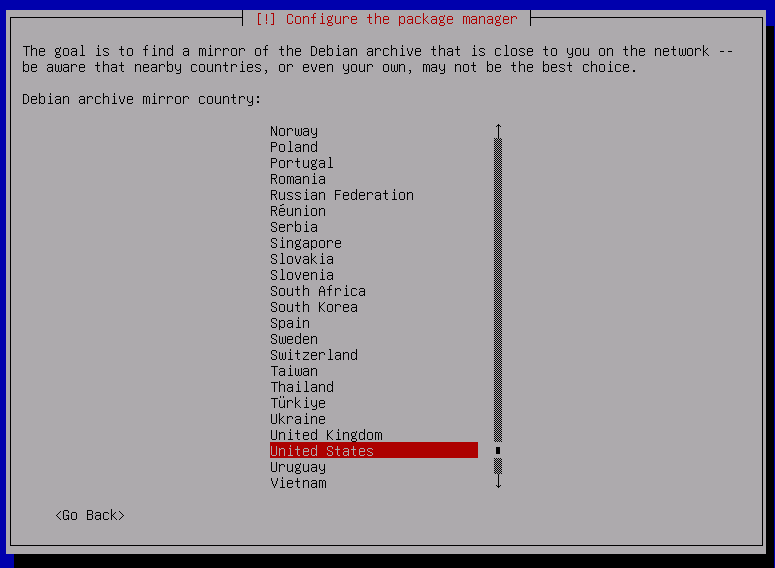 [!] Configure the package manager
The goal is to find a mirror of the Debian archive that is close to you on the network --
be aware that nearby countries, or even your own, may not be the best choice.
Debian archive mirror country:
Norway
Poland
Portugal
Romania
Russian Federation
Réunion
Serbia
Singapore
Slovakia
Slovenia
South Africa
South Korea
Spain
Sweden
Switzerland
Taiwan
Thailand
Türkiye
Ukraine
United Kingdom
United States
Uruguay
Vietnam
<Go Back>